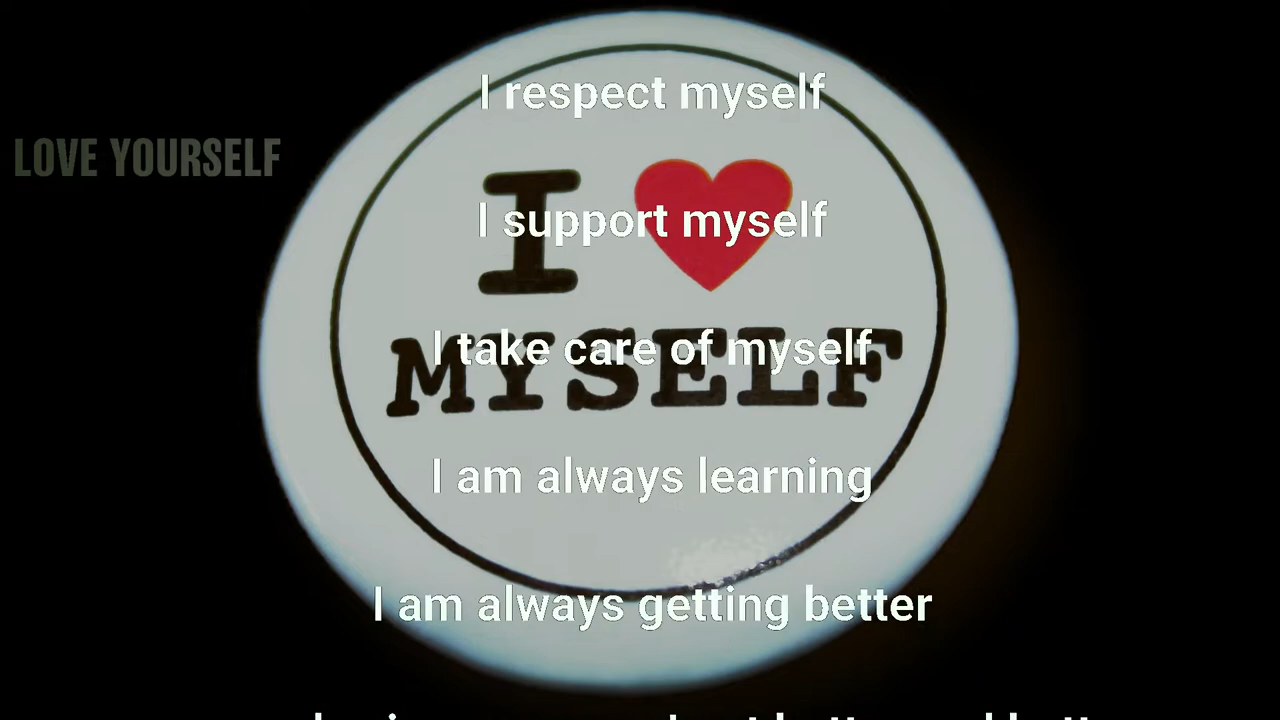 I respect myself
LOVE YOURSELF
I support myself
I take care of myself
I am always learning
I am always getting better
I ❤ MYSELF